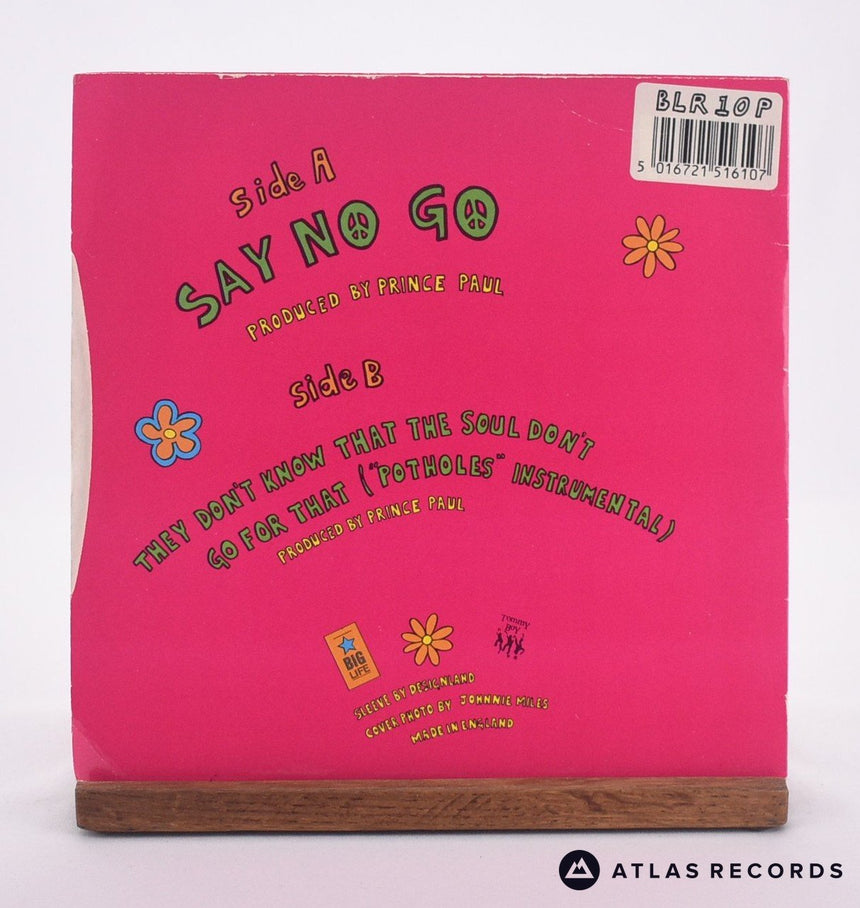 BLR 10 P
5 016721 516107
side A
SAY NO GO
PRODUCED BY PRINCE PAUL
side B
THEY DON'T KNOW THAT THE SOUL DON'T
GO FOR THAT ("POTHOLES" INSTRUMENTAL)
PRODUCED BY PRINCE PAUL
BIG
LIFE
Tommy
Boy
SLEEVE BY DESIGNLAND
COVER PHOTO BY JOHNNIE MILES
MADE IN ENGLAND
ATLAS RECORDS